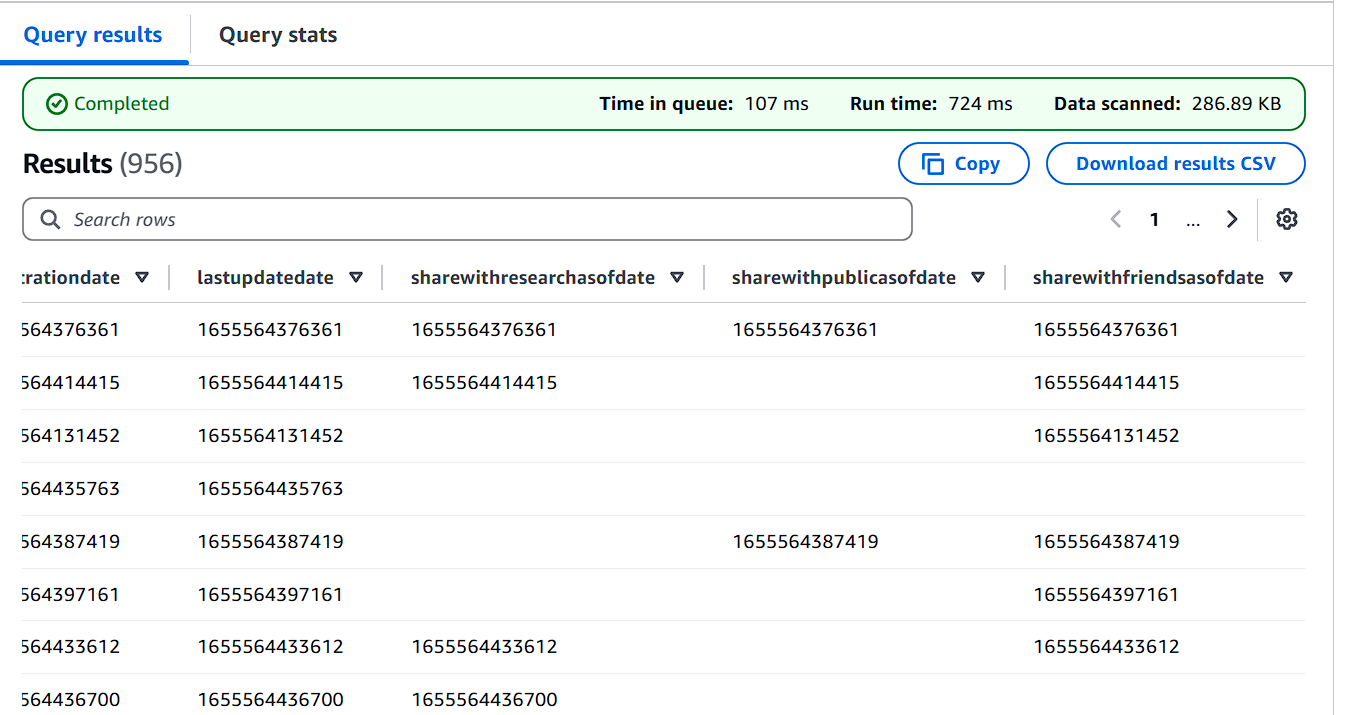 Query results Query stats
Completed Time in queue: 107 ms Run time: 724 ms Data scanned: 286.89 KB
Results (956) Copy Download results CSV
Search rows 1 ...
rationdate lastupdatedate sharewithresearchasofdate sharewithpublicasofdate sharewithfriendsasofdate
564376361 1655564376361 1655564376361 1655564376361 1655564376361
564414415 1655564414415 1655564414415 1655564414415
564131452 1655564131452 1655564131452
564435763 1655564435763
564387419 1655564387419 1655564387419 1655564387419
564397161 1655564397161 1655564397161
564433612 1655564433612 1655564433612 1655564433612
564436700 1655564436700 1655564436700